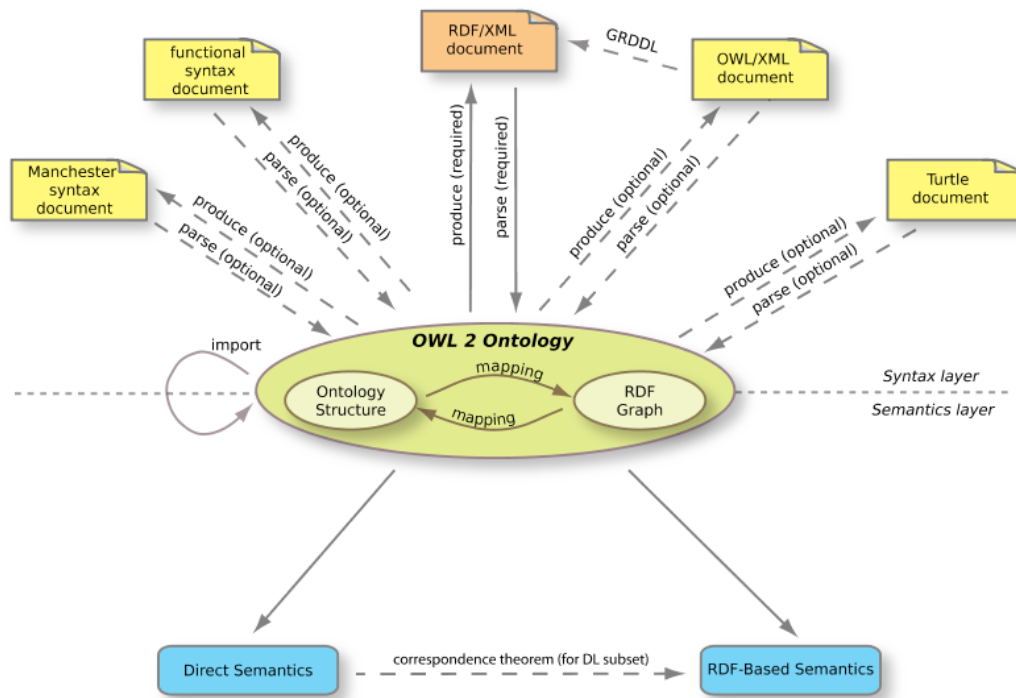 RDF/XML
document
GRDDL
functional
syntax
document
OWL/XML
document
Manchester
syntax
document
Turtle
document
produce (optional)
parse (optional)
produce (optional)
parse (optional)
produce (required)
parse (required)
produce (optional)
parse (optional)
produce (optional)
parse (optional)
import
OWL 2 Ontology
mapping
Ontology
Structure
mapping
RDF
Graph
Syntax layer
Semantics layer
Direct Semantics
correspondence theorem (for DL subset)
RDF-Based Semantics